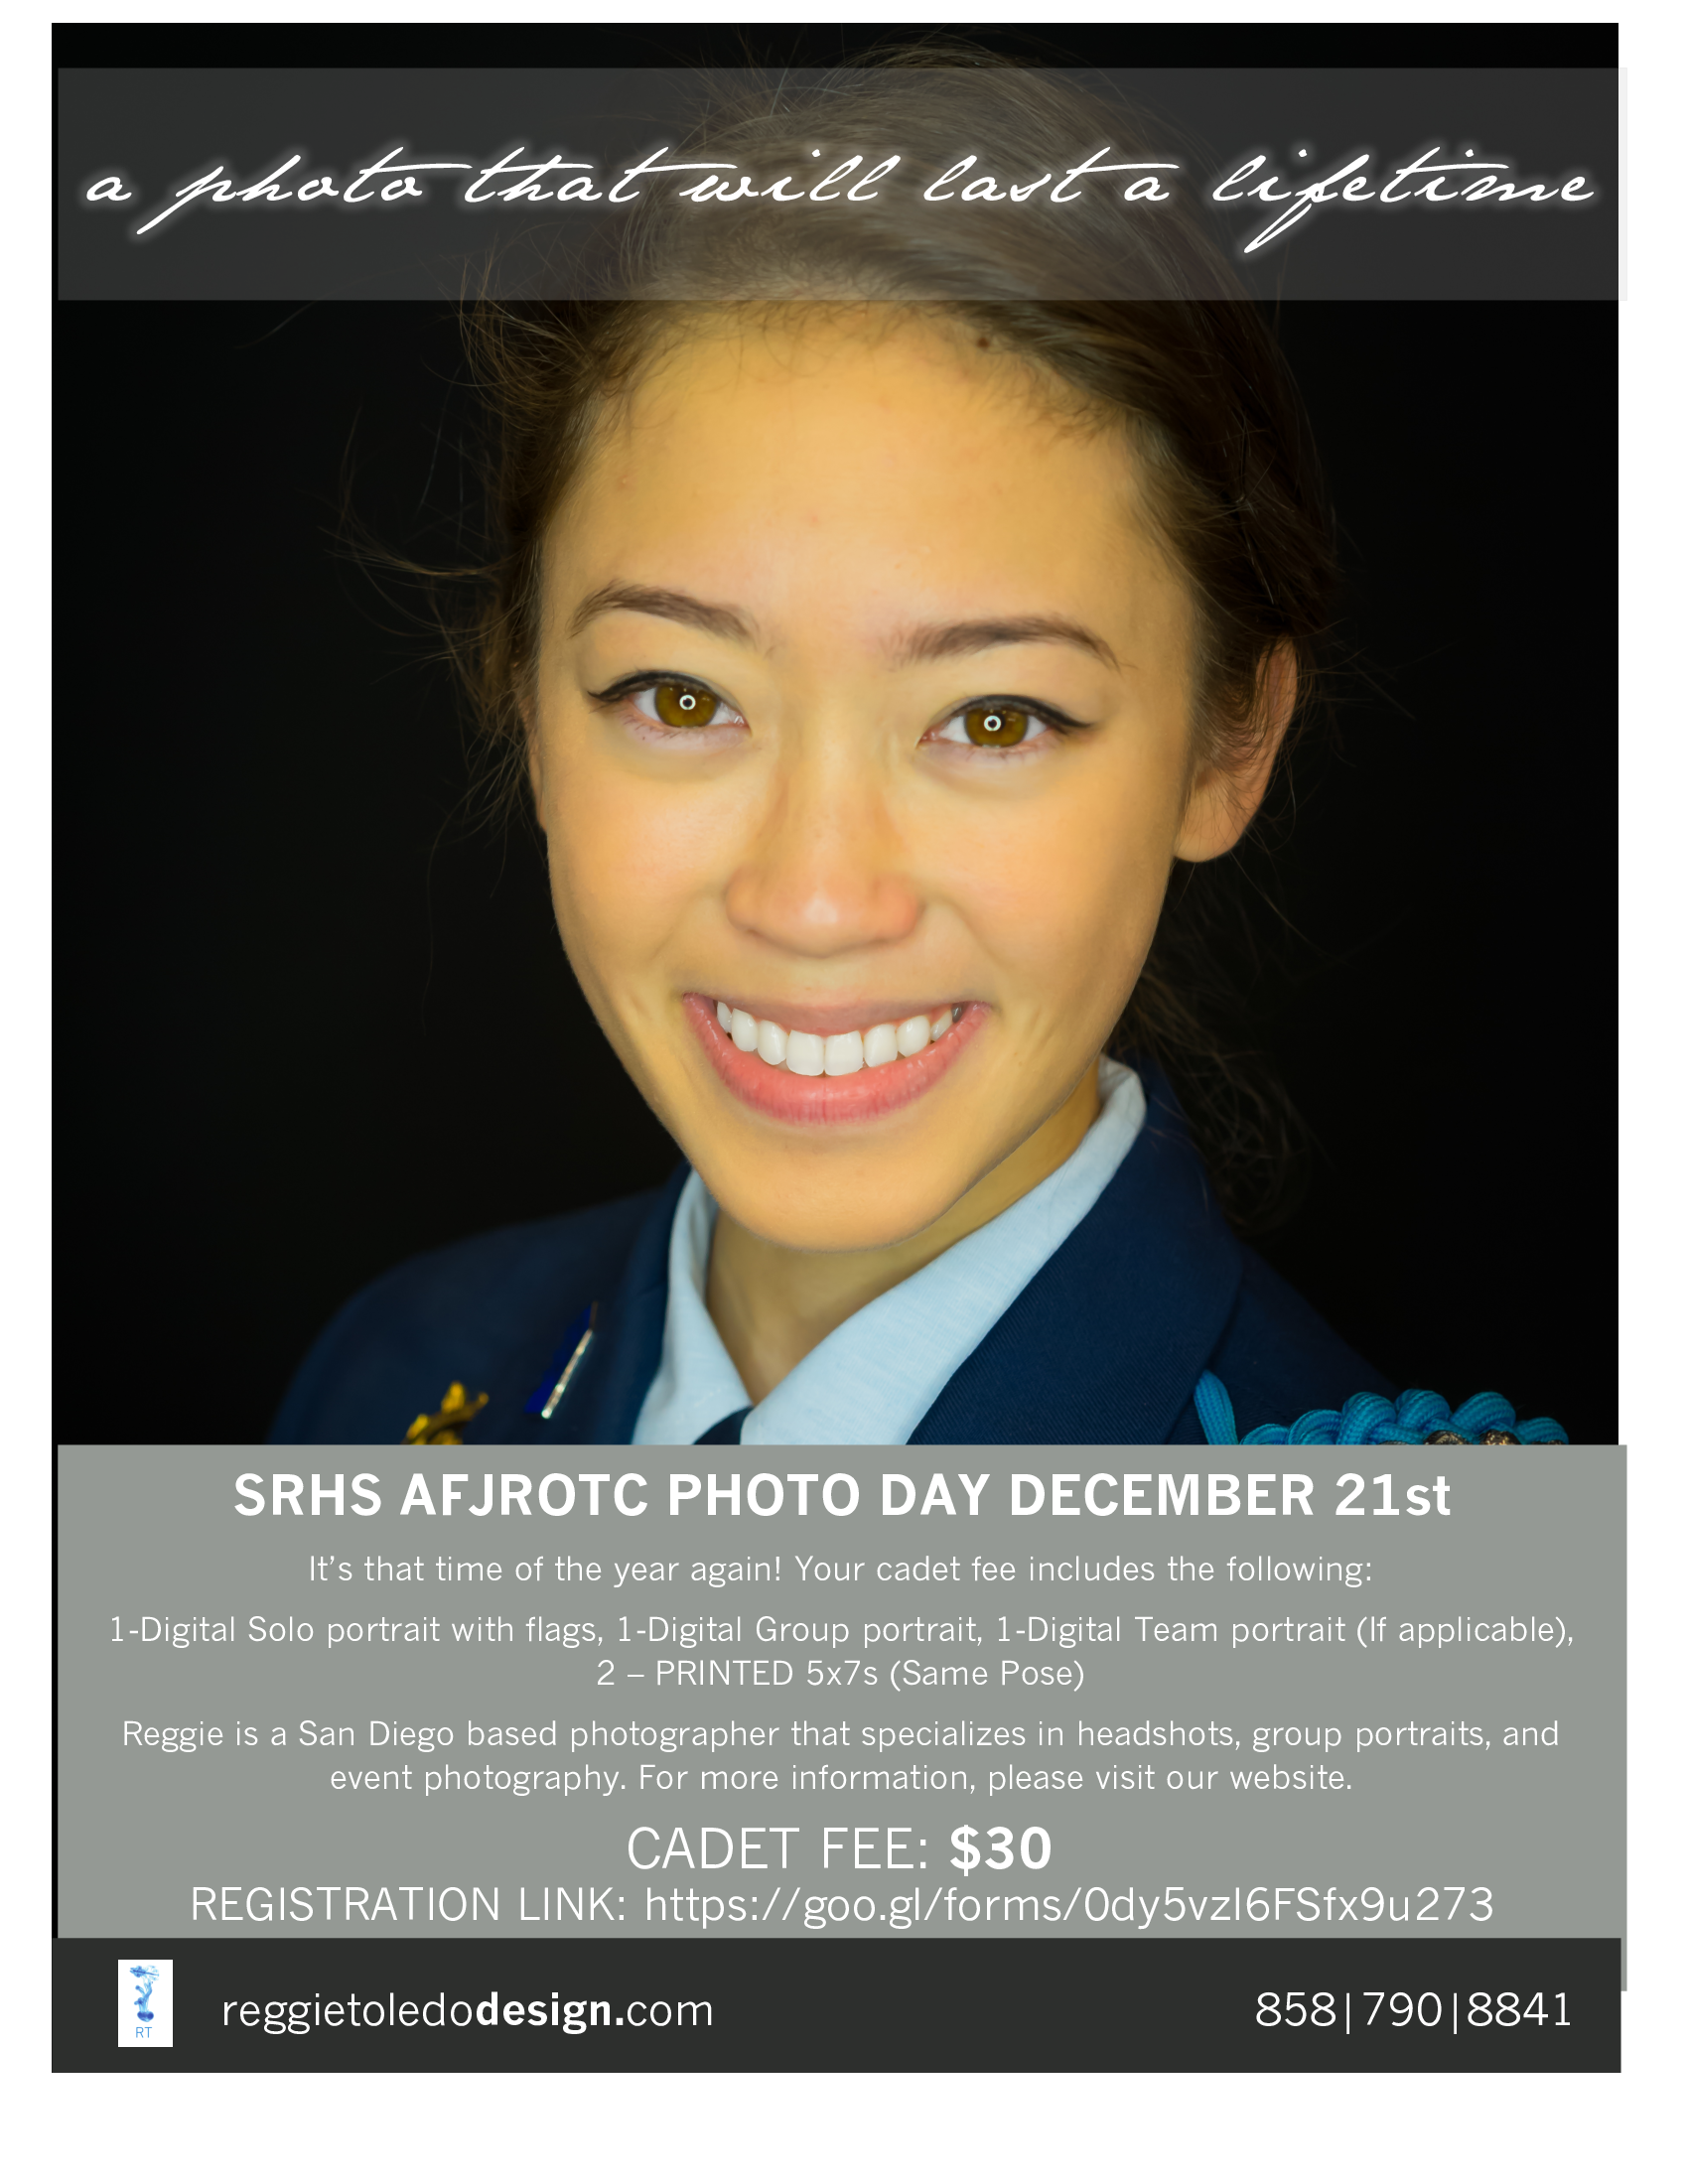 a photo that will last a lifetime
SRHS AFJROTC PHOTO DAY DECEMBER 21st
It’s that time of the year again! Your cadet fee includes the following:
1-Digital Solo portrait with flags, 1-Digital Group portrait, 1-Digital Team portrait (If applicable),
2 – PRINTED 5x7s (Same Pose)
Reggie is a San Diego based photographer that specializes in headshots, group portraits, and
event photography. For more information, please visit our website.
CADET FEE: $30
REGISTRATION LINK: https://goo.gl/forms/0dy5vzl6FSfx9u273
RT
reggietoledodesign.com
858|790|8841